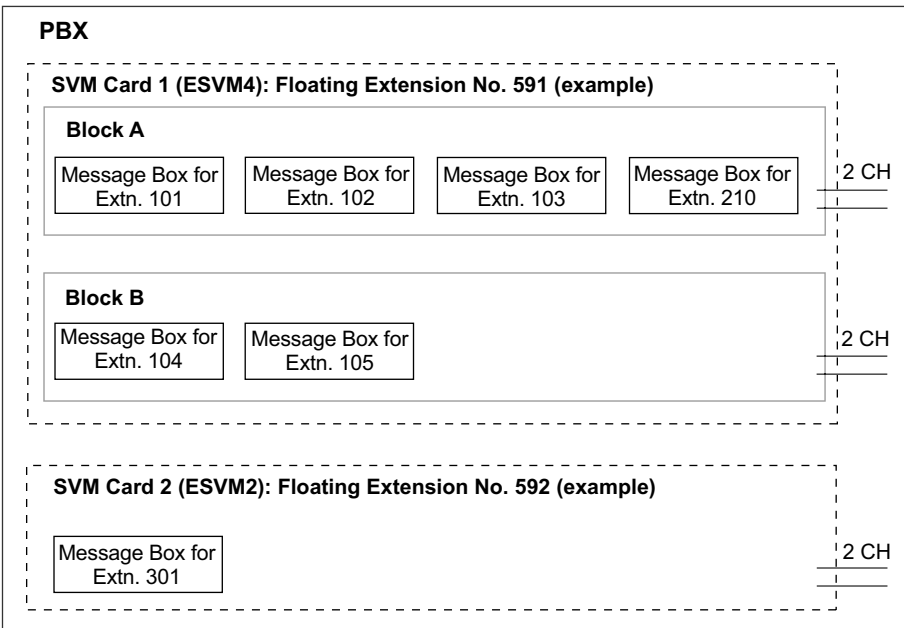 PBX
SVM Card 1 (ESVM4): Floating Extension No. 591 (example)
Block A
Message Box for
Extn. 101
Message Box for
Extn. 102
Message Box for
Extn. 103
Message Box for
Extn. 210
2 CH
Block B
Message Box for
Extn. 104
Message Box for
Extn. 105
2 CH
SVM Card 2 (ESVM2): Floating Extension No. 592 (example)
Message Box for
Extn. 301
2 CH